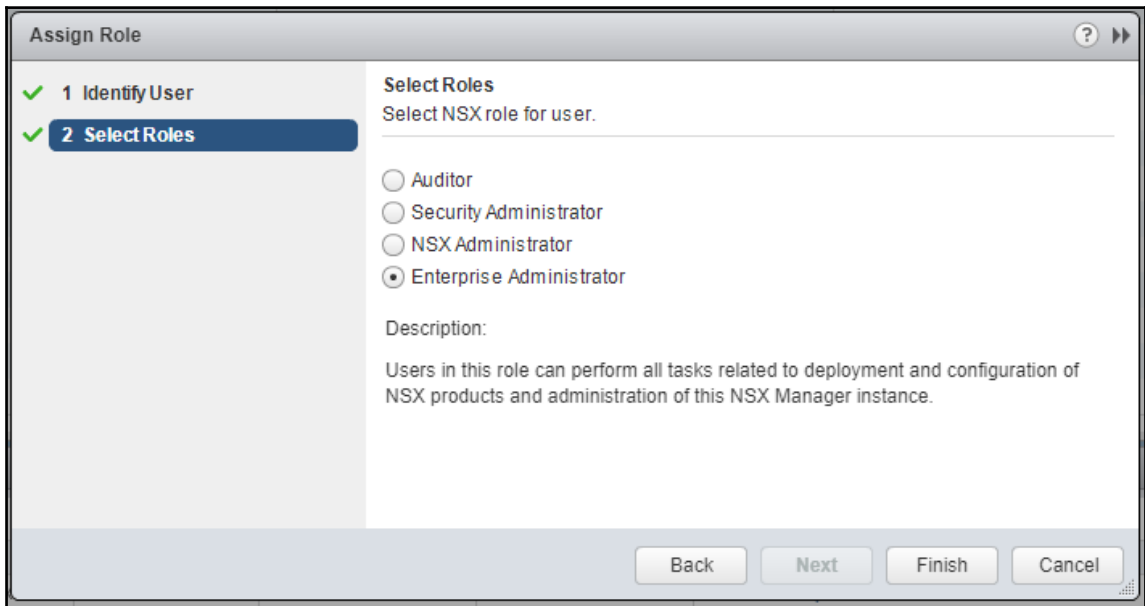 Assign Role
?
1 Identify User
2 Select Roles
Select Roles
Select NSX role for user.
Auditor
Security Administrator
NSX Administrator
Enterprise Administrator
Description:
Users in this role can perform all tasks related to deployment and configuration of
NSX products and administration of this NSX Manager instance.
Back Next Finish Cancel